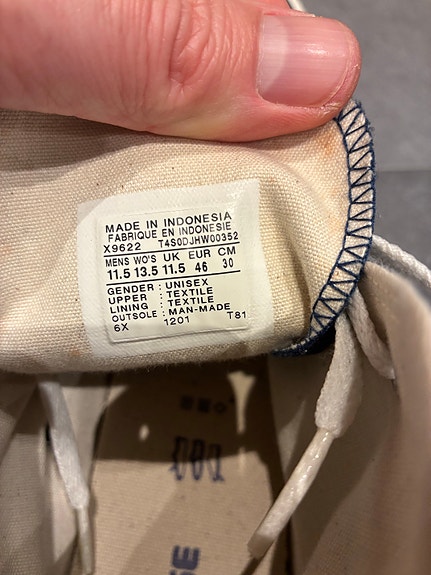 MADE IN INDONESIA
FABRIQUE EN INDONESIE
X9622 T4S0DJHW00352
MENS WO'S UK EUR CM
11.5 13.5 11.5 46 30
GENDER : UNISEX
UPPER : TEXTILE
LINING : TEXTILE
OUTSOLE : MAN-MADE
6X 1201 T81